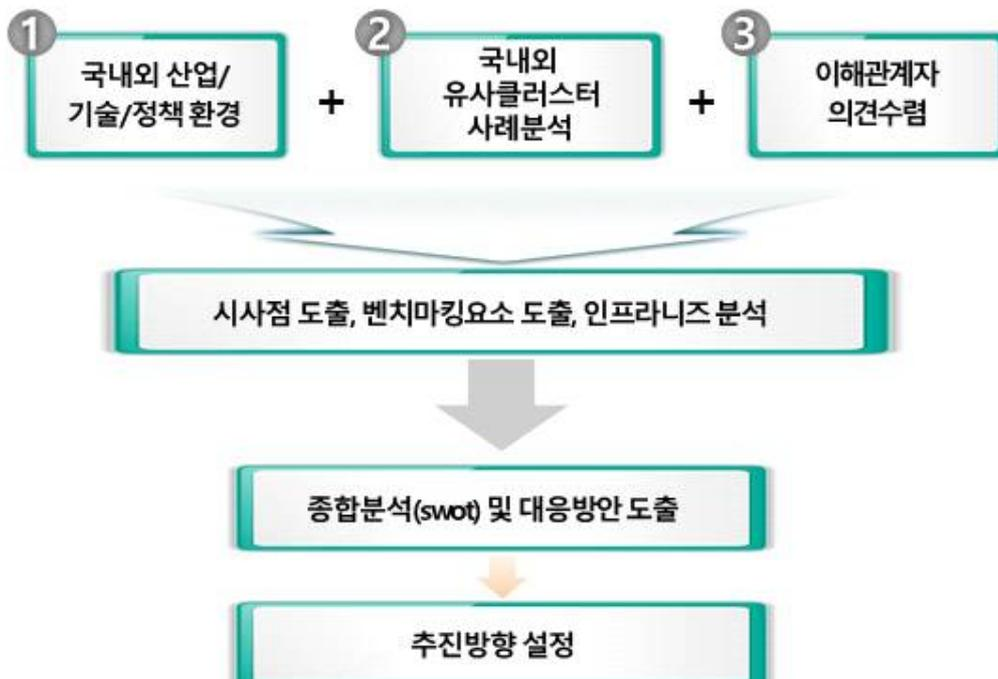 1
국내외 산업/
기술/정책 환경
+
2
국내외
유사클러스터
사례분석
+
3
이해관계자
의견수렴
시사점 도출, 벤치마킹요소 도출, 인프라니즈 분석
종합분석(swot) 및 대응방안 도출
추진방향 설정